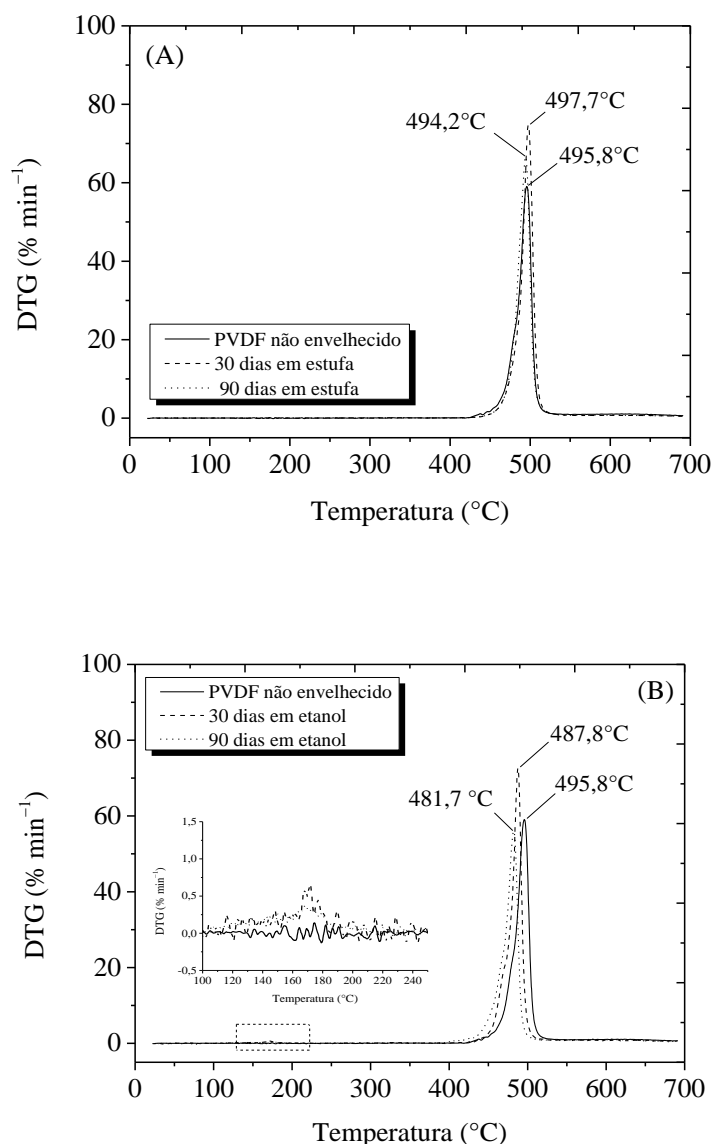 100
(A)
497,7°C
494,2°C
80
495,8°C
60
DTG (% min⁻¹)
40
20
PVDF não envelhecido
30 dias em estufa
90 dias em estufa
0
0 100 200 300 400 500 600 700
Temperatura (°C)
100
PVDF não envelhecido
(B)
30 dias em etanol
90 dias em etanol
80
487,8°C
481,7 °C
495,8°C
60
DTG (% min⁻¹)
40
20
0
1,5
1,0
DTG (% min⁻¹)
0,5
0,0
-0,5
100 120 140 160 180 200 220 240
Temperatura (°C)
0 100 200 300 400 500 600 700
Temperatura (°C)